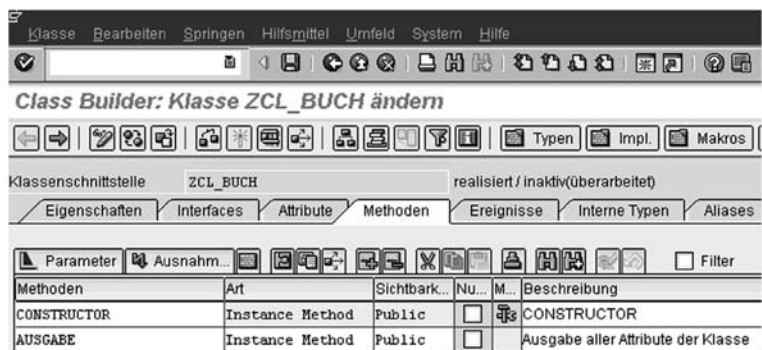 Klasse Bearbeiten Springen Hilfsmittel Umfeld System Hilfe
Class Builder: Klasse ZCL_BUCH ändern
Typen Impl. Makros
Klassenschnittstelle ZCL_BUCH realisiert / inaktiv(überarbeitet)
Eigenschaften Interfaces Attribute Methoden Ereignisse Interne Typen Aliases
Parameter Ausnahm... Filter
Methoden Art Sichtbark... Nu... M... Beschreibung
CONSTRUCTOR Instance Method Public CONSTRUCTOR
AUSGABE Instance Method Public Ausgabe aller Attribute der Klasse